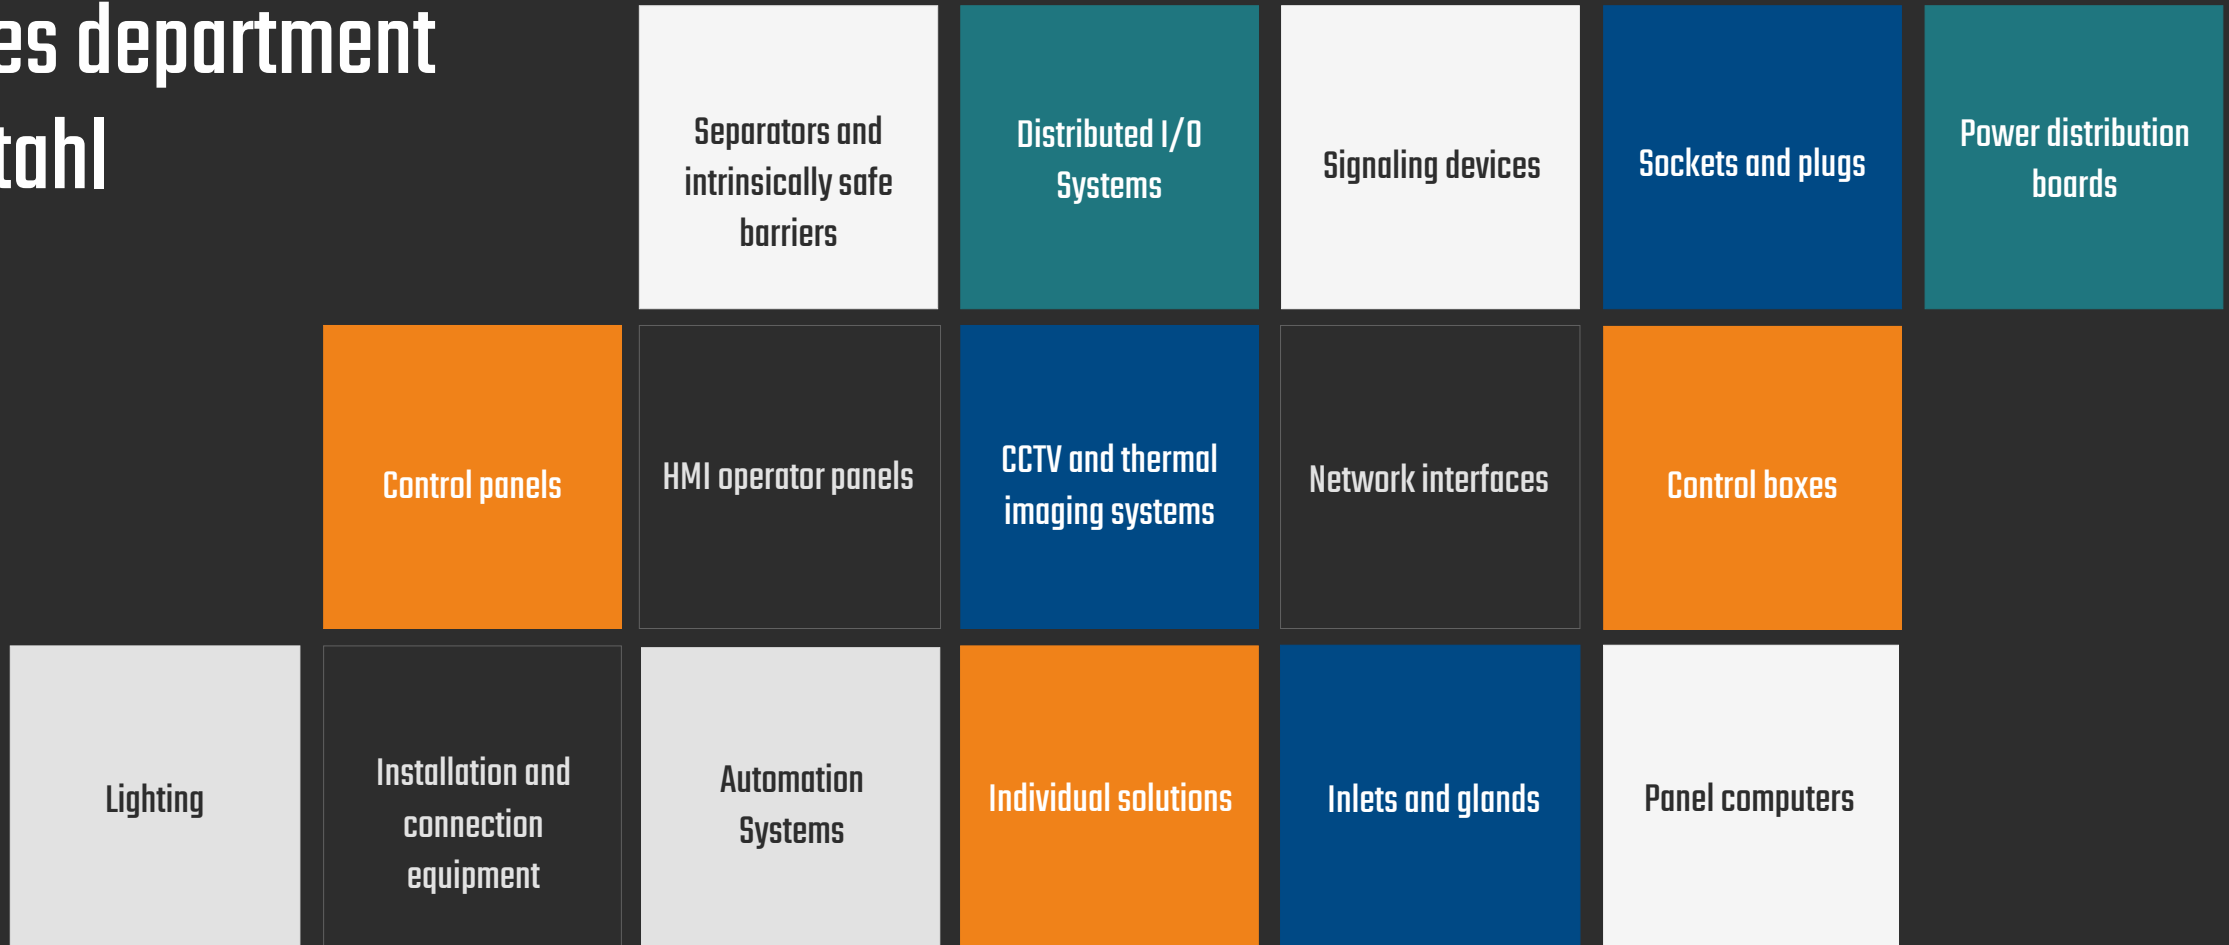 es department
tahl
Separators and
intrinsically safe
barriers
Distributed I/O
Systems
Signaling devices
Sockets and plugs
Power distribution
boards
Control panels
HMI operator panels
CCTV and thermal
imaging systems
Network interfaces
Control boxes
Lighting
Installation and
connection
equipment
Automation
Systems
Individual solutions
Inlets and glands
Panel computers